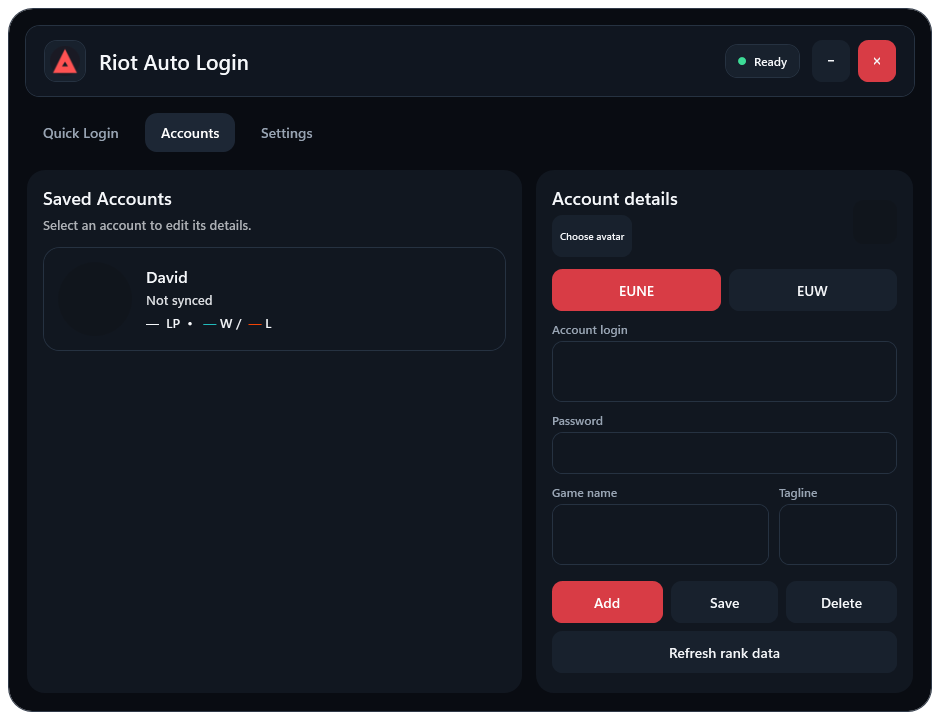 Riot Auto Login
Ready
-
×
Quick Login
Accounts
Settings
Saved Accounts
Select an account to edit its details.
David
Not synced
— LP • — W / — L
Account details
Choose avatar
EUNE
EUW
Account login
Password
Game name
Tagline
Add
Save
Delete
Refresh rank data